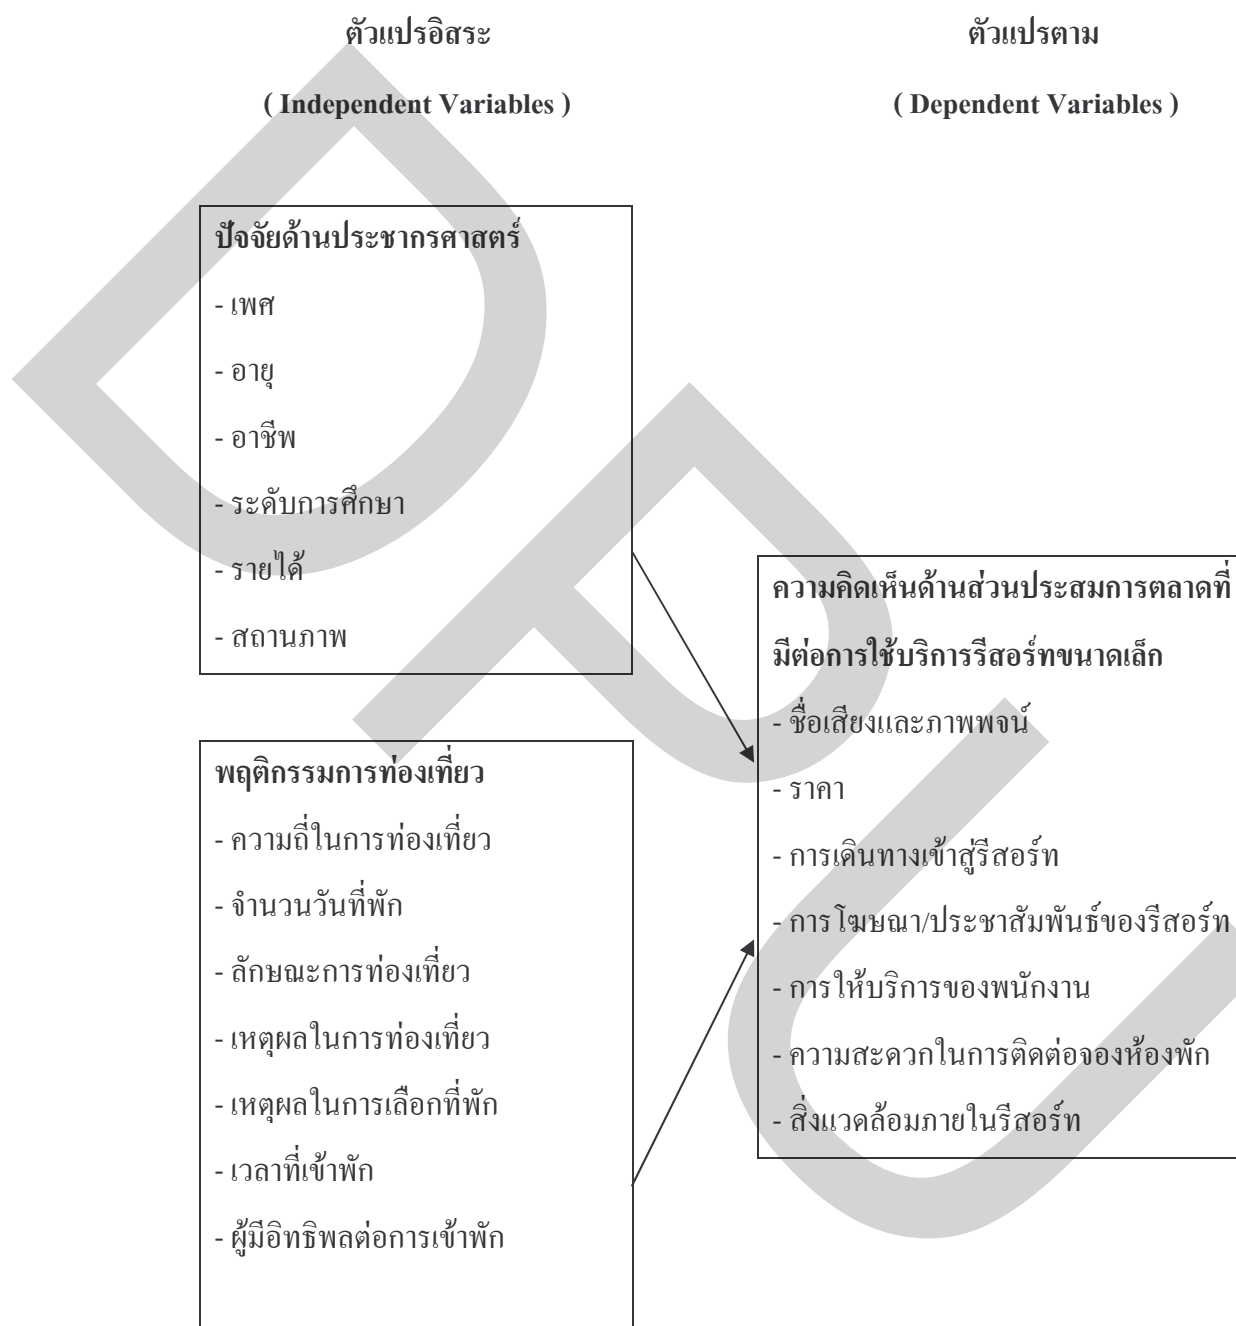 ตัวแปรอิสระ
( Independent Variables )
ปัจจัยด้านประชากรศาสตร์
- เพศ
- อายุ
- อาชีพ
- ระดับการศึกษา
- รายได้
- สถานภาพ
พฤติกรรมการท่องเที่ยว
- ความถี่ในการท่องเที่ยว
- จำนวนวันที่พัก
- ลักษณะการท่องเที่ยว
- เหตุผลในการท่องเที่ยว
- เหตุผลในการเลือกที่พัก
- เวลาที่เข้าพัก
- ผู้มีอิทธิพลต่อการเข้าพัก
ตัวแปรตาม
( Dependent Variables )
ความคิดเห็นด้านส่วนประสมการตลาดที่
มีต่อการใช้บริการรีสอร์ทขนาดเล็ก
- ชื่อเสียงและภาพพจน์
- ราคา
- การเดินทางเข้าสู่รีสอร์ท
- การโฆษณา/ประชาสัมพันธ์ของรีสอร์ท
- การให้บริการของพนักงาน
- ความสะดวกในการติดต่อจองห้องพัก
- สิ่งแวดล้อมภายในรีสอร์ท
DPU